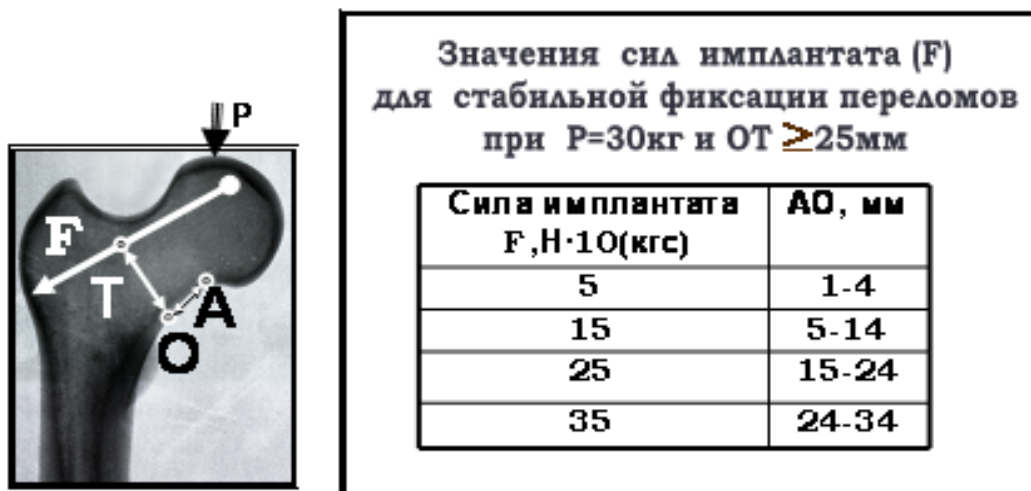 Значения сил имплантата (F)
для стабильной фиксации переломов
при P=30кг и ОТ ≥25мм
P
F
T
A
O
Сила имплантата АО, мм
F,Н·10(кгс)
5 1-4
15 5-14
25 15-24
35 24-34